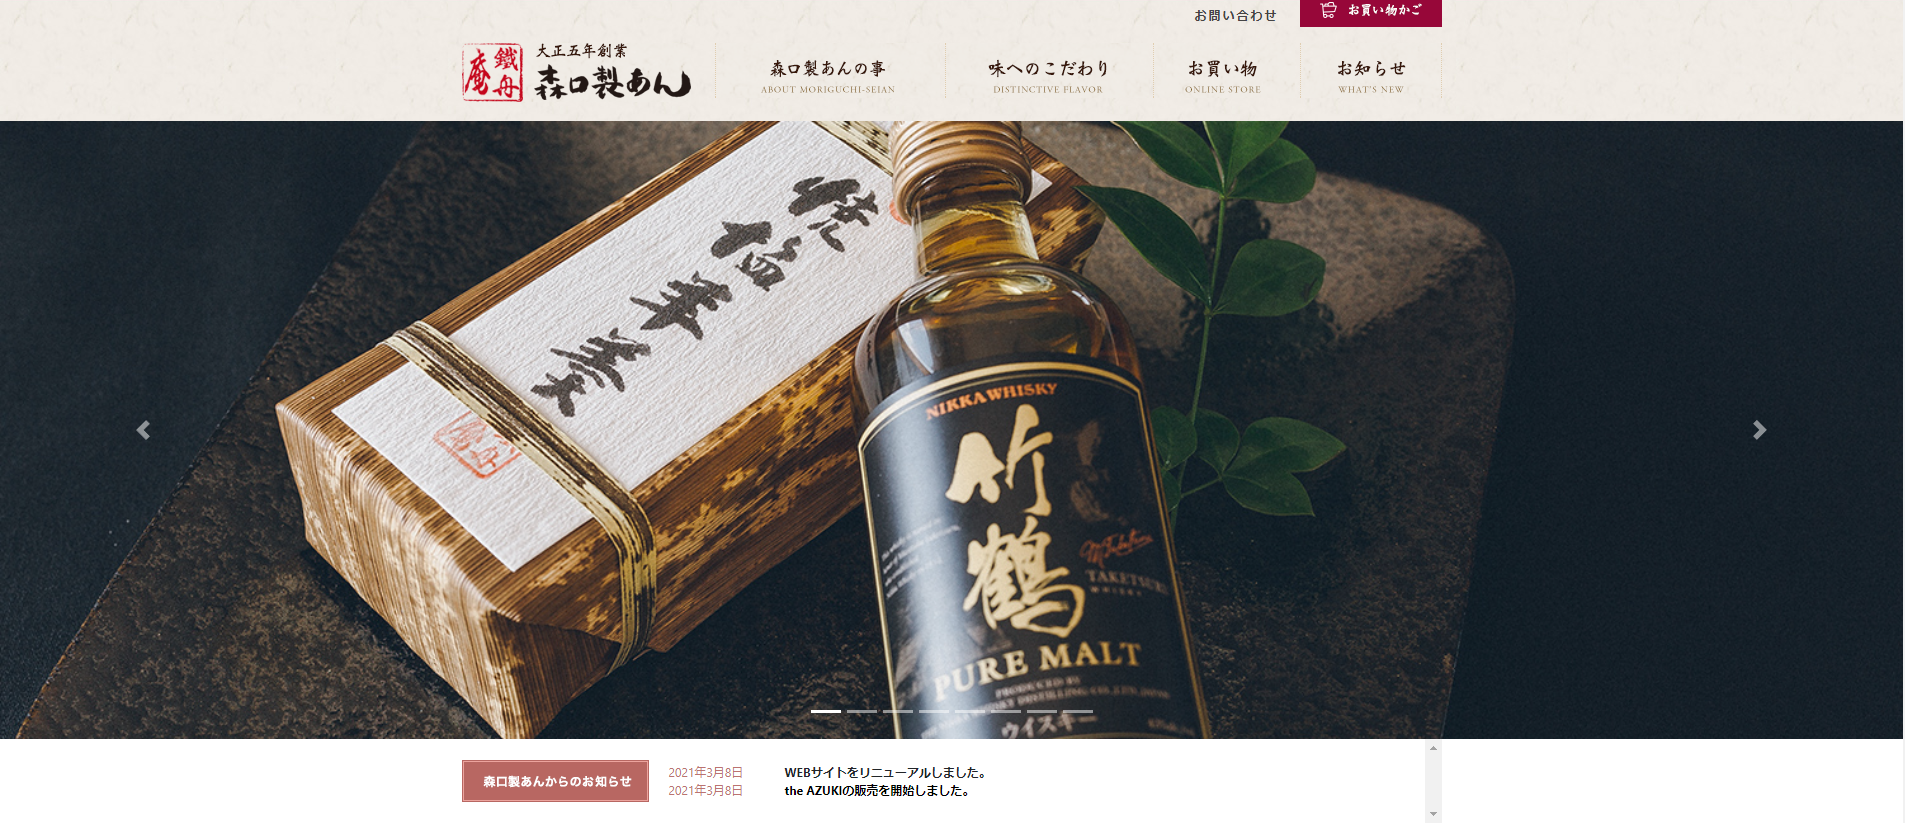 お問い合わせ
お買い物かご
鐵舟庵
大正五年創業
森口製あん
森口製あんの事
ABOUT MORIGUCHI-SEIAN
味へのこだわり
DISTINCTIVE FLAVOR
お買い物
ONLINE STORE
お知らせ
WHAT'S NEW
NIKKA WHISKY
竹鶴
TAKETSURU
WHISKY
PURE MALT
PRODUCED BY
ウイスキー
森口製あんからのお知らせ
2021年3月8日 WEBサイトをリニューアルしました。
2021年3月8日 the AZUKIの販売を開始しました。